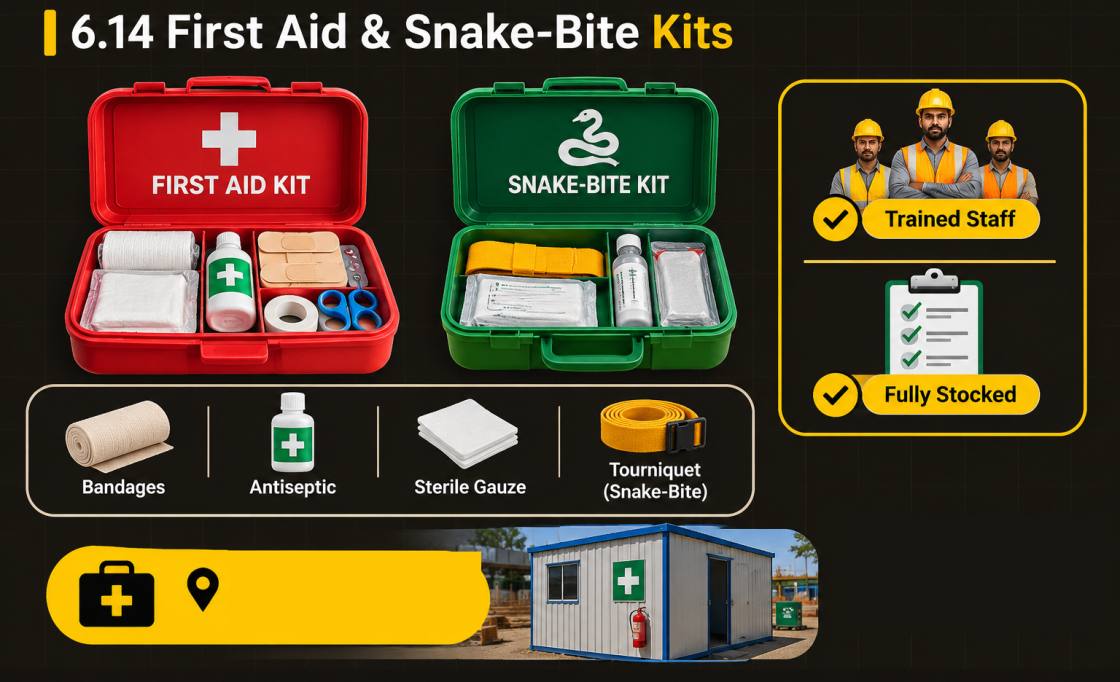 6.14 First Aid & Snake-Bite Kits
FIRST AID KIT
SNAKE-BITE KIT
Trained Staff
Fully Stocked
Bandages
Antiseptic
Sterile Gauze
Tourniquet
(Snake-Bite)